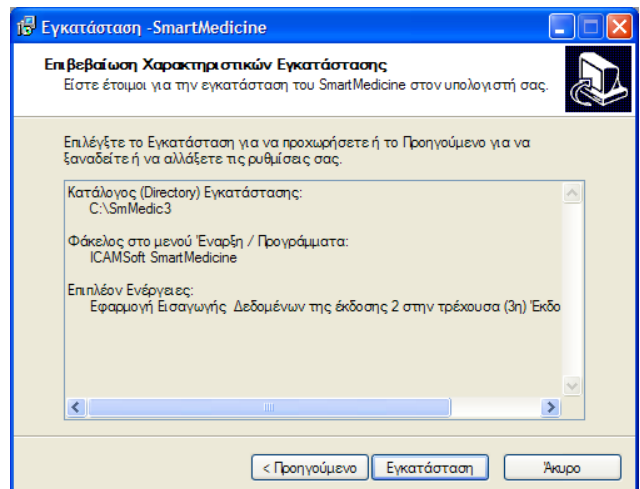 Εγκατάσταση -SmartMedicine
Επιβεβαίωση Χαρακτηριστικών Εγκατάστασης
Είστε έτοιμοι για την εγκατάσταση του SmartMedicine στον υπολογιστή σας.
Επιλέγξτε το Εγκατάσταση για να προχωρήσετε ή το Προηγούμενο για να
ξαναδείτε ή να αλλάξετε τις ρυθμίσεις σας.
Κατάλογος (Directory) Εγκατάστασης:
C:\SmMedic3
Φάκελος στο μενού Έναρξη / Προγράμματα:
ICAMSoft SmartMedicine
Επιπλέον Ενέργειες:
Εφαρμογή Εισαγωγής Δεδομένων της έκδοσης 2 στην τρέχουσα (3η) Έκδο
< Προηγούμενο Εγκατάσταση Άκυρο